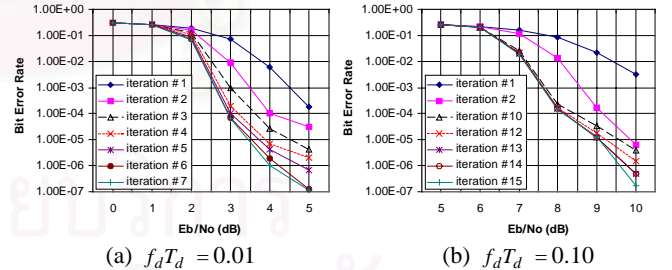 1.00E+00
1.00E-01
1.00E-02
1.00E-03
1.00E-04
1.00E-05
1.00E-06
1.00E-07
Bit Error Rate
iteration # 1
iteration # 2
iteration # 3
iteration # 4
iteration # 5
iteration # 6
iteration # 7
0 1 2 3 4 5
Eb/No (dB)
(a) f_dT_d = 0.01
1.00E+00
1.00E-01
1.00E-02
1.00E-03
1.00E-04
1.00E-05
1.00E-06
1.00E-07
Bit Error Rate
iteration #1
iteration #2
iteration #10
iteration #12
iteration #13
iteration #14
iteration #15
5 6 7 8 9 10
Eb/No (dB)
(b) f_dT_d = 0.10